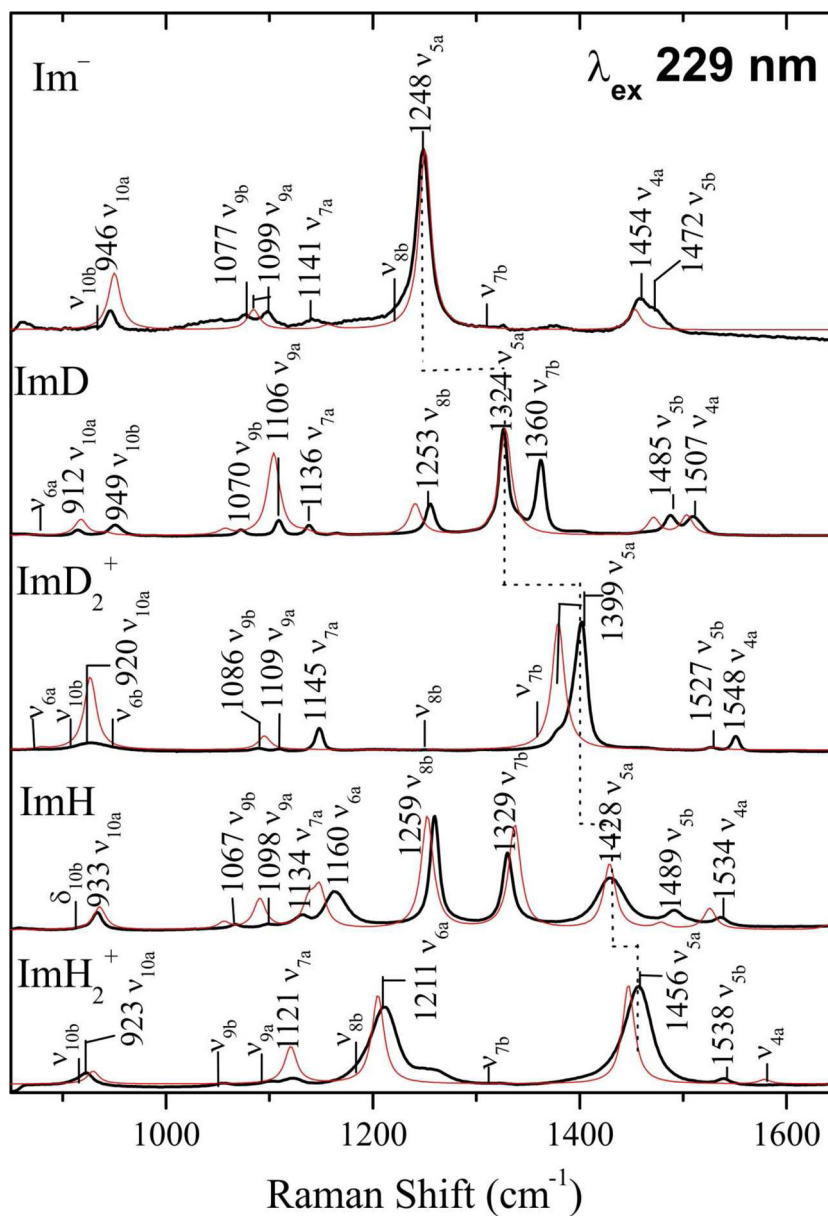 Im⁻
λex 229 nm
ν10b
946 ν10a
1077 ν9b
1099 ν9a
1141 ν7a
ν8b
1248 ν5a
ν7b
1454 ν4a
1472 ν5b
ImD
ν6a
912 ν10a
949 ν10b
1070 ν9b
1106 ν9a
1136 ν7a
1253 ν8b
1324 ν5a
1360 ν7b
1485 ν5b
1507 ν4a
ImD2⁺
ν6a
ν10b
920 ν10a
ν6b
1086 ν9b
1109 ν9a
1145 ν7a
ν8b
ν7b
1399 ν5a
1527 ν5b
1548 ν4a
ImH
δ10b
933 ν10a
1067 ν9b
1098 ν9a
1134 ν7a
1160 ν6a
1259 ν8b
1329 ν7b
1428 ν5a
1489 ν5b
1534 ν4a
ImH2⁺
ν10b
923 ν10a
ν9b
ν9a
1121 ν7a
ν8b
1211 ν6a
ν7b
1456 ν5a
1538 ν5b
ν4a
1000 1200 1400 1600
Raman Shift (cm⁻¹)